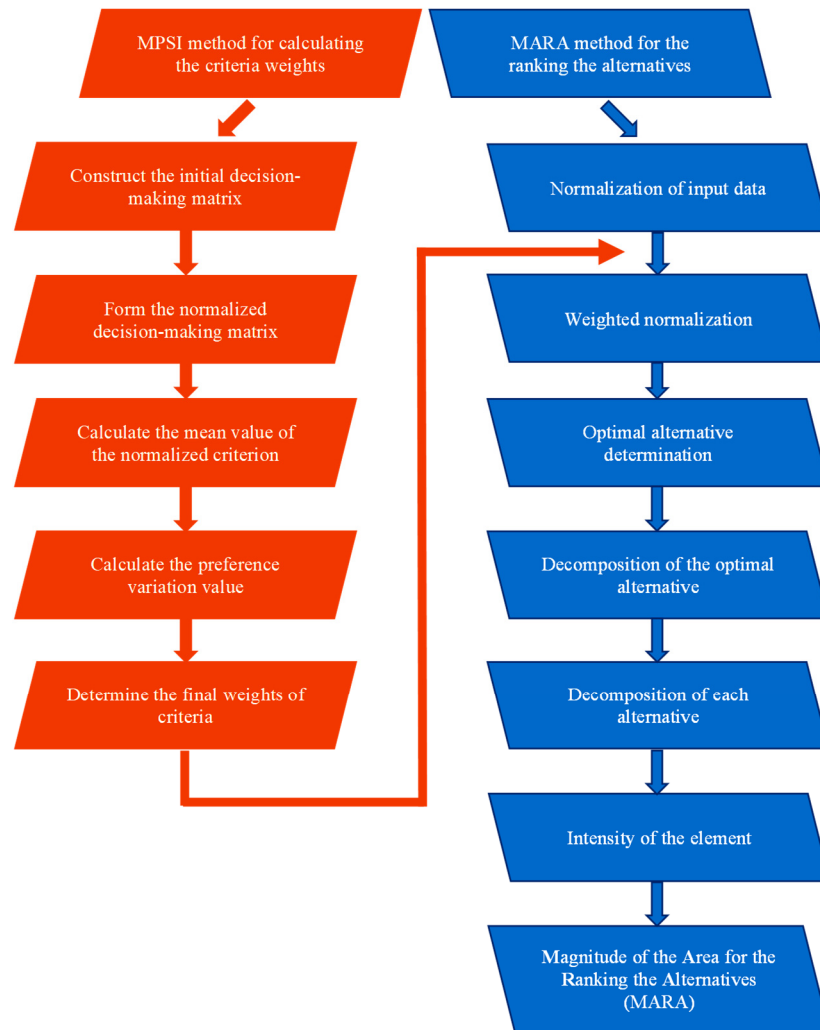 MPSI method for calculating
the criteria weights
Construct the initial decision-
making matrix
Form the normalized
decision-making matrix
Calculate the mean value of
the normalized criterion
Calculate the preference
variation value
Determine the final weights of
criteria
MARA method for the
ranking the alternatives
Normalization of input data
Weighted normalization
Optimal alternative
determination
Decomposition of the optimal
alternative
Decomposition of each
alternative
Intensity of the element
Magnitude of the Area for the
Ranking the Alternatives
(MARA)